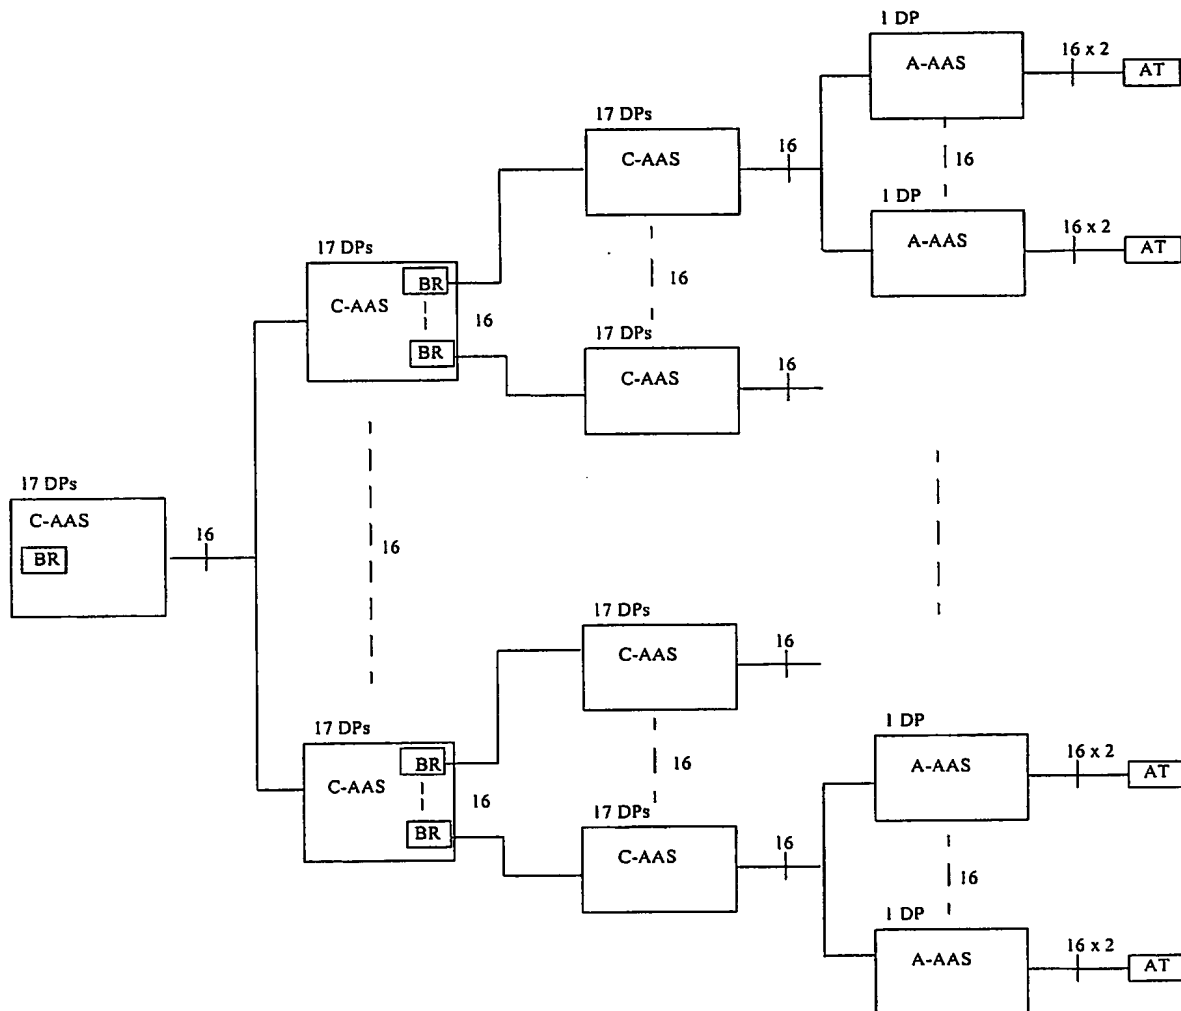 1 DP
A-AAS
16 x 2
AT
16
1 DP
A-AAS
16 x 2
AT
17 DPs
C-AAS
16
16
17 DPs
C-AAS
16
17 DPs
C-AAS
BR
BR
16
16
17 DPs
C-AAS
BR
16
17 DPs
C-AAS
16
16
17 DPs
C-AAS
16
17 DPs
C-AAS
BR
BR
16
1 DP
A-AAS
16 x 2
AT
16
1 DP
A-AAS
16 x 2
AT